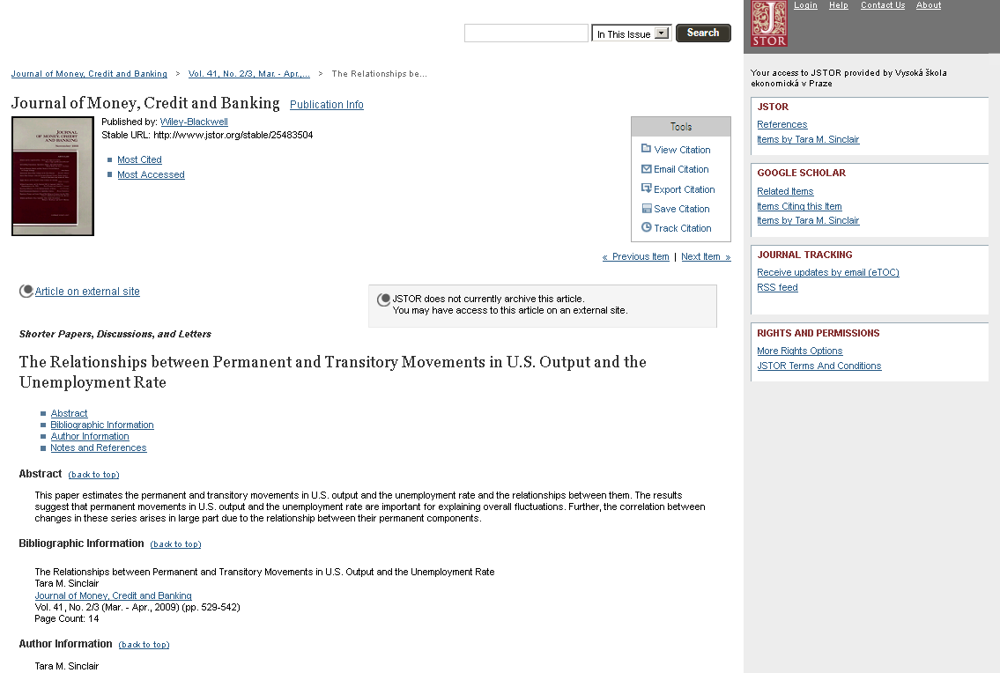 Login Help Contact Us About
JSTOR
In This Issue Search
Your access to JSTOR provided by Vysoká škola
ekonomická v Praze
Journal of Money, Credit and Banking > Vol. 41, No. 2/3, Mar. - Apr.,... > The Relationships be...
Journal of Money, Credit and Banking Publication Info
JOURNAL
OF MONEY, CREDIT
AND BANKING
Published by: Wiley-Blackwell
Stable URL: http://www.jstor.org/stable/25483504
Most Cited
Most Accessed
Tools
View Citation
Email Citation
Export Citation
Save Citation
Track Citation
« Previous Item | Next Item »
Article on external site
JSTOR does not currently archive this article.
You may have access to this article on an external site.
Shorter Papers, Discussions, and Letters
The Relationships between Permanent and Transitory Movements in U.S. Output and the
Unemployment Rate
Abstract
Bibliographic Information
Author Information
Notes and References
Abstract (back to top)
This paper estimates the permanent and transitory movements in U.S. output and the unemployment rate and the relationships between them. The results
suggest that permanent movements in U.S. output and the unemployment rate are important for explaining overall fluctuations. Further, the correlation between
changes in these series arises in large part due to the relationship between their permanent components.
Bibliographic Information (back to top)
The Relationships between Permanent and Transitory Movements in U.S. Output and the Unemployment Rate
Tara M. Sinclair
Journal of Money, Credit and Banking
Vol. 41, No. 2/3 (Mar. - Apr., 2009) (pp. 529-542)
Page Count: 14
Author Information (back to top)
Tara M. Sinclair
JSTOR
References
Items by Tara M. Sinclair
GOOGLE SCHOLAR
Related Items
Items Citing this Item
Items by Tara M. Sinclair
JOURNAL TRACKING
Receive updates by email (eTOC)
RSS feed
RIGHTS AND PERMISSIONS
More Rights Options
JSTOR Terms And Conditions